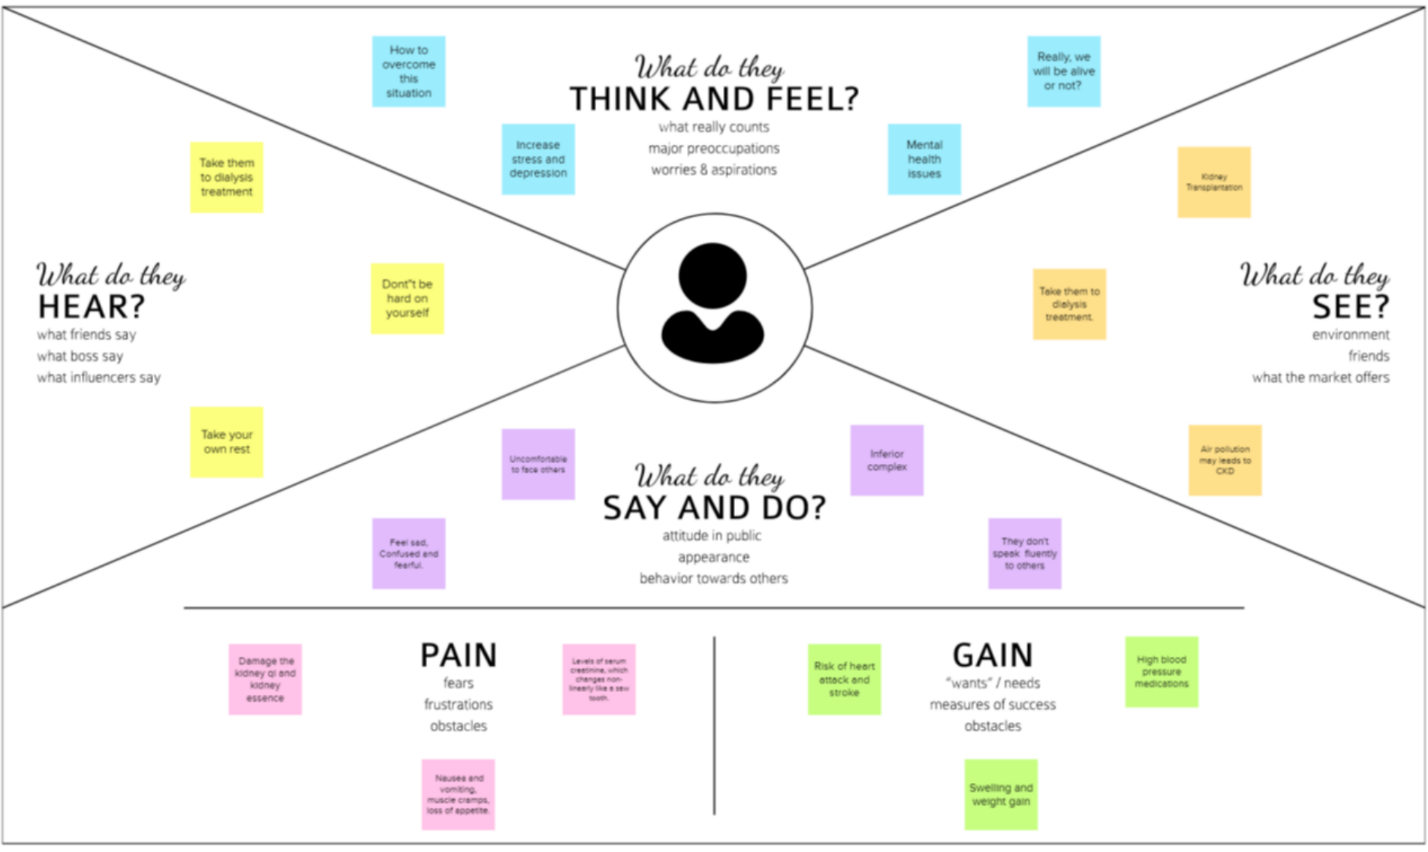 What do they
THINK AND FEEL?
what really counts
major preoccupations
worries & aspirations
How to
overcome
this
situation
Increase
stress and
depression
Mental
health
issues
Really, we
will be alive
or not?
What do they
HEAR?
what friends say
what boss say
what influencers say
Take them
to dialysis
treatment
Dont"t be
hard on
yourself
Take your
own rest
What do they
SEE?
environment
friends
what the market offers
Kidney
Transplantation
Take them to
dialysis
treatment.
Air pollution
may leads to
CKD
What do they
SAY AND DO?
attitude in public
appearance
behavior towards others
Uncomfortable
to face others
Feel sad,
Confused and
fearful.
Inferior
complex
They don't
speak fluently
to others
PAIN
fears
frustrations
obstacles
Damage the
kidney qi and
kidney
essence
Levels of serum
creatinine, which
changes non-
linearly like a saw
tooth.
Nausea and
vomiting,
muscle cramps,
loss of appetite.
GAIN
"wants" / needs
measures of success
obstacles
Risk of heart
attack and
stroke
High blood
pressure
medications
Swelling and
weight gain